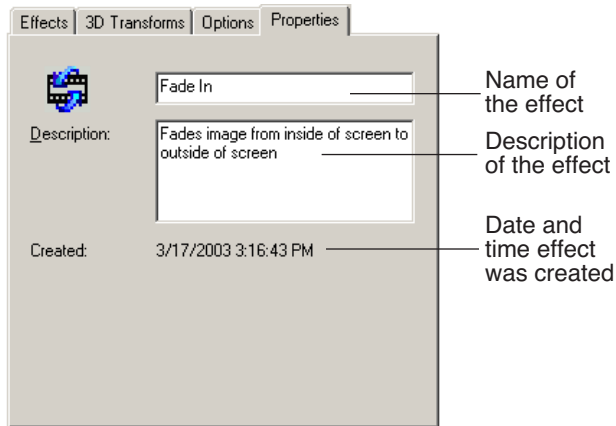 Effects
3D Transforms
Options
Properties
Fade In
Name of
the effect
Description:
Fades image from inside of screen to
outside of screen
Description
of the effect
Created:
3/17/2003 3:16:43 PM
Date and
time effect
was created